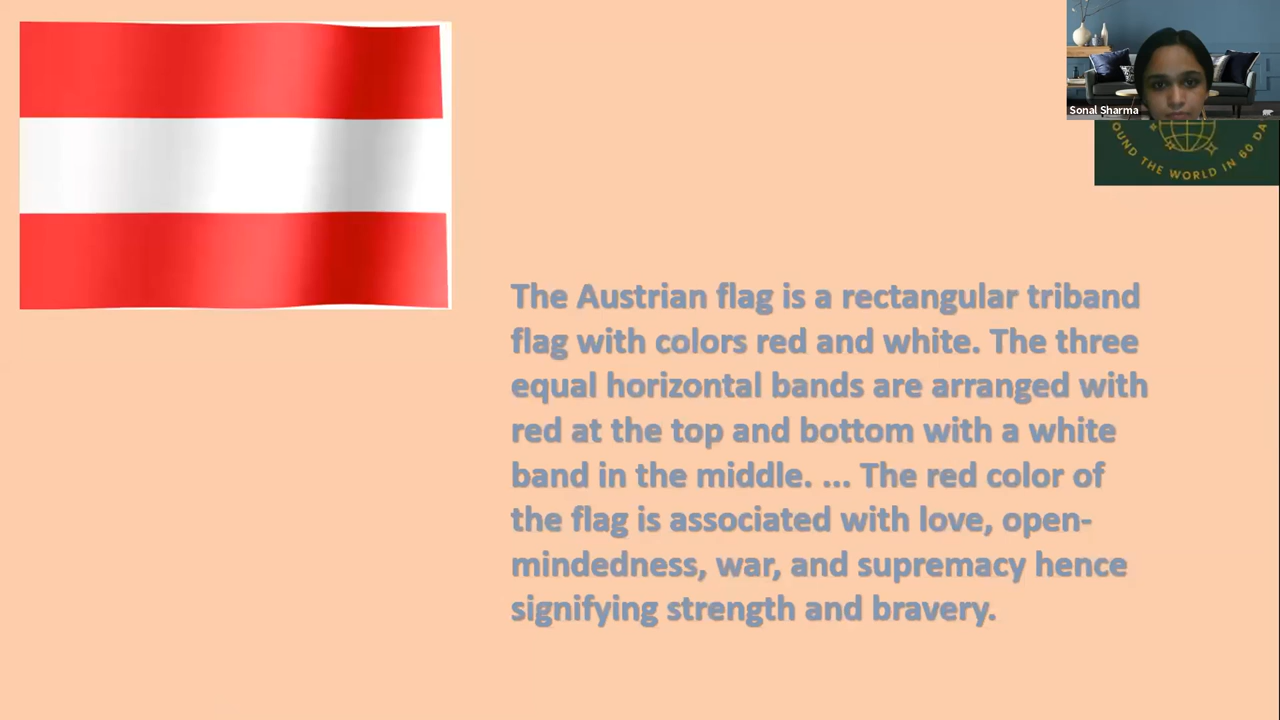 Sonal Sharma
OUND THE WORLD IN 60 DA
The Austrian flag is a rectangular triband
flag with colors red and white. The three
equal horizontal bands are arranged with
red at the top and bottom with a white
band in the middle. ... The red color of
the flag is associated with love, open-
mindedness, war, and supremacy hence
signifying strength and bravery.